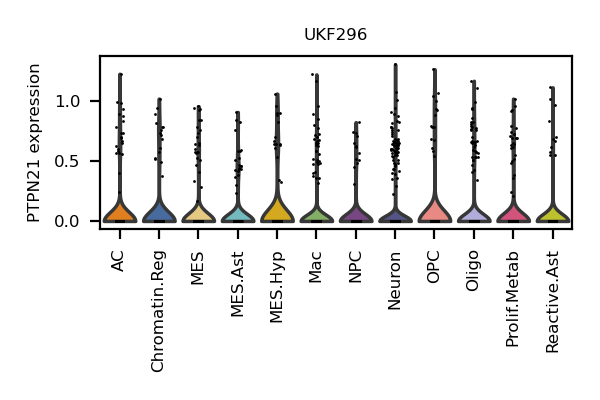 UKF296
PTPN21 expression
1.0
0.5
0.0
AC
Chromatin.Reg
MES
MES.Ast
MES.Hyp
Mac
NPC
Neuron
OPC
Oligo
Prolif.Metab
Reactive.Ast